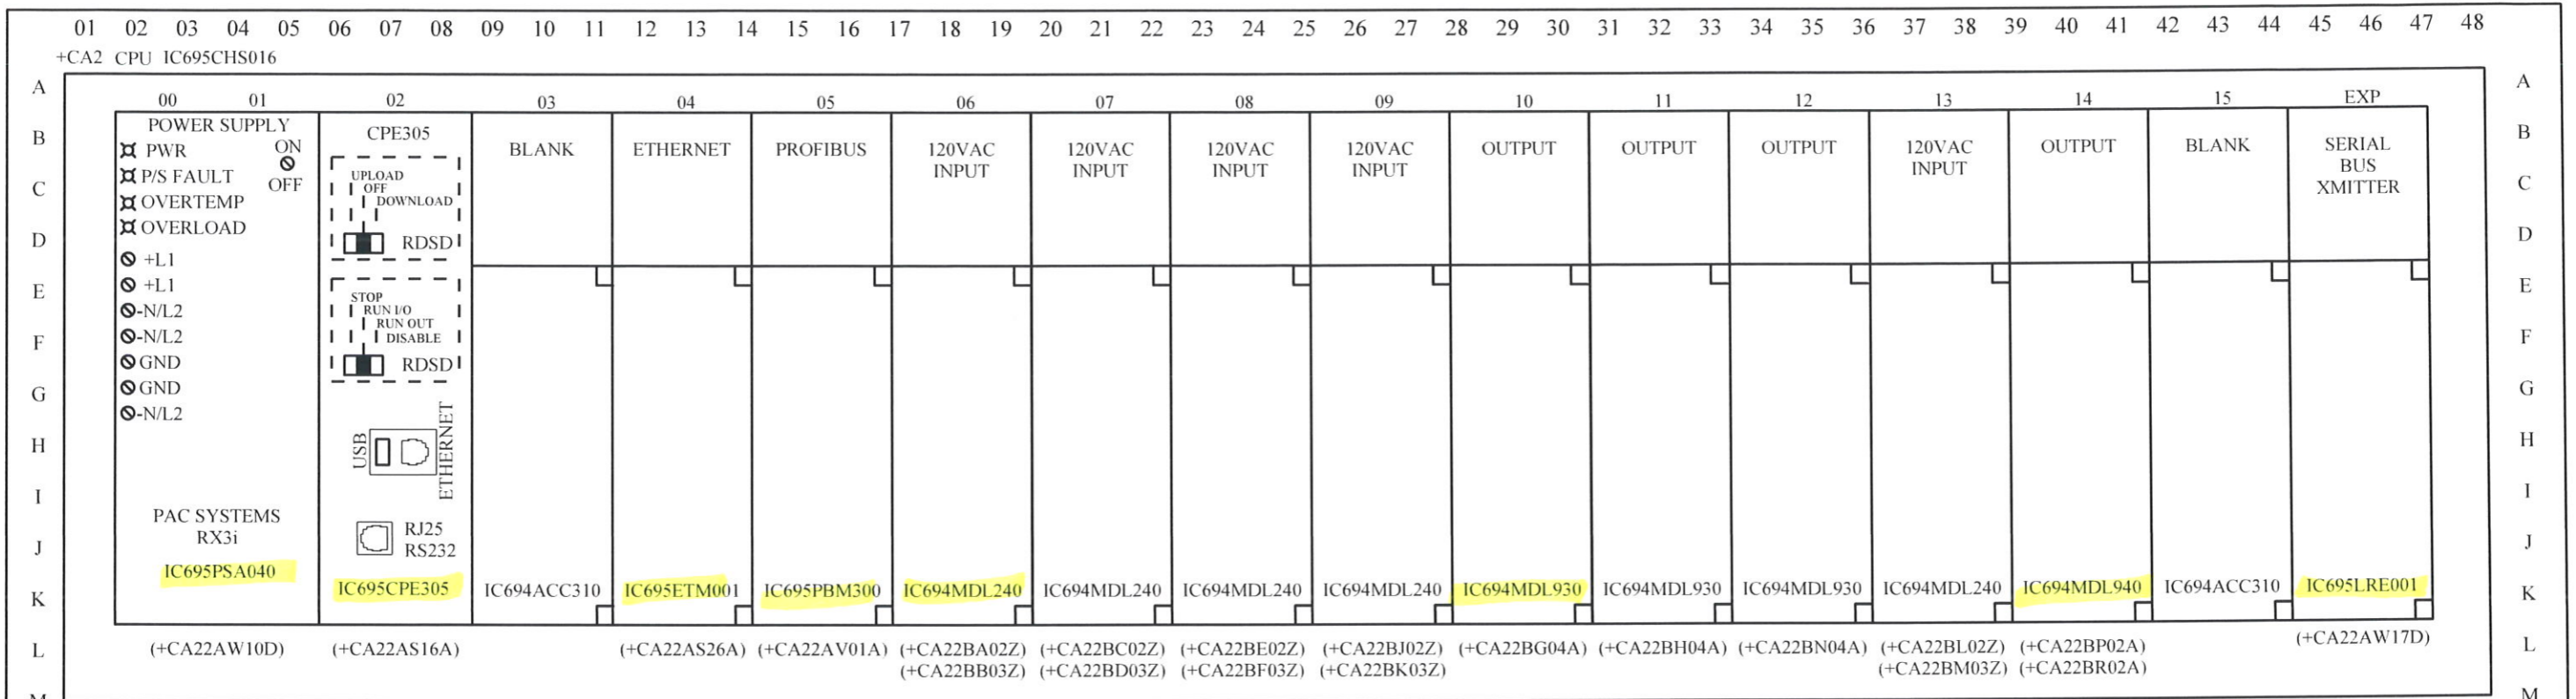 01 02 03 04 05 06 07 08 09 10 11 12 13 14 15 16 17 18 19 20 21 22 23 24 25 26 27 28 29 30 31 32 33 34 35 36 37 38 39 40 41 42 43 44 45 46 47 48
+CA2 CPU IC695CHS016
A A
00 01 02 03 04 05 06 07 08 09 10 11 12 13 14 15 EXP
B B
POWER SUPPLY
PWR
ON
P/S FAULT
OFF
OVERTEMP
OVERLOAD
+L1
+L1
-N/L2
-N/L2
GND
GND
-N/L2
PAC SYSTEMS
RX3i
IC695PSA040
(+CA22AW10D)
CPE305
UPLOAD
OFF
DOWNLOAD
RDSD
STOP
RUN I/O
RUN OUT
DISABLE
RDSD
USB
ETHERNET
RJ25
RS232
IC695CPE305
(+CA22AS16A)
BLANK
IC694ACC310
ETHERNET
IC695ETM001
(+CA22AS26A)
PROFIBUS
IC695PBM300
(+CA22AV01A)
120VAC
INPUT
IC694MDL240
(+CA22BA02Z)
(+CA22BB03Z)
120VAC
INPUT
IC694MDL240
(+CA22BC02Z)
(+CA22BD03Z)
120VAC
INPUT
IC694MDL240
(+CA22BE02Z)
(+CA22BF03Z)
120VAC
INPUT
IC694MDL240
(+CA22BJ02Z)
(+CA22BK03Z)
OUTPUT
IC694MDL930
(+CA22BG04A)
OUTPUT
IC694MDL930
(+CA22BH04A)
OUTPUT
IC694MDL930
(+CA22BN04A)
120VAC
INPUT
IC694MDL240
(+CA22BL02Z)
(+CA22BM03Z)
OUTPUT
IC694MDL940
(+CA22BP02A)
(+CA22BR02A)
BLANK
IC694ACC310
SERIAL
BUS
XMITTER
IC695LRE001
(+CA22AW17D)
C C
D D
E E
F F
G G
H H
I I
J J
K K
L L
M M